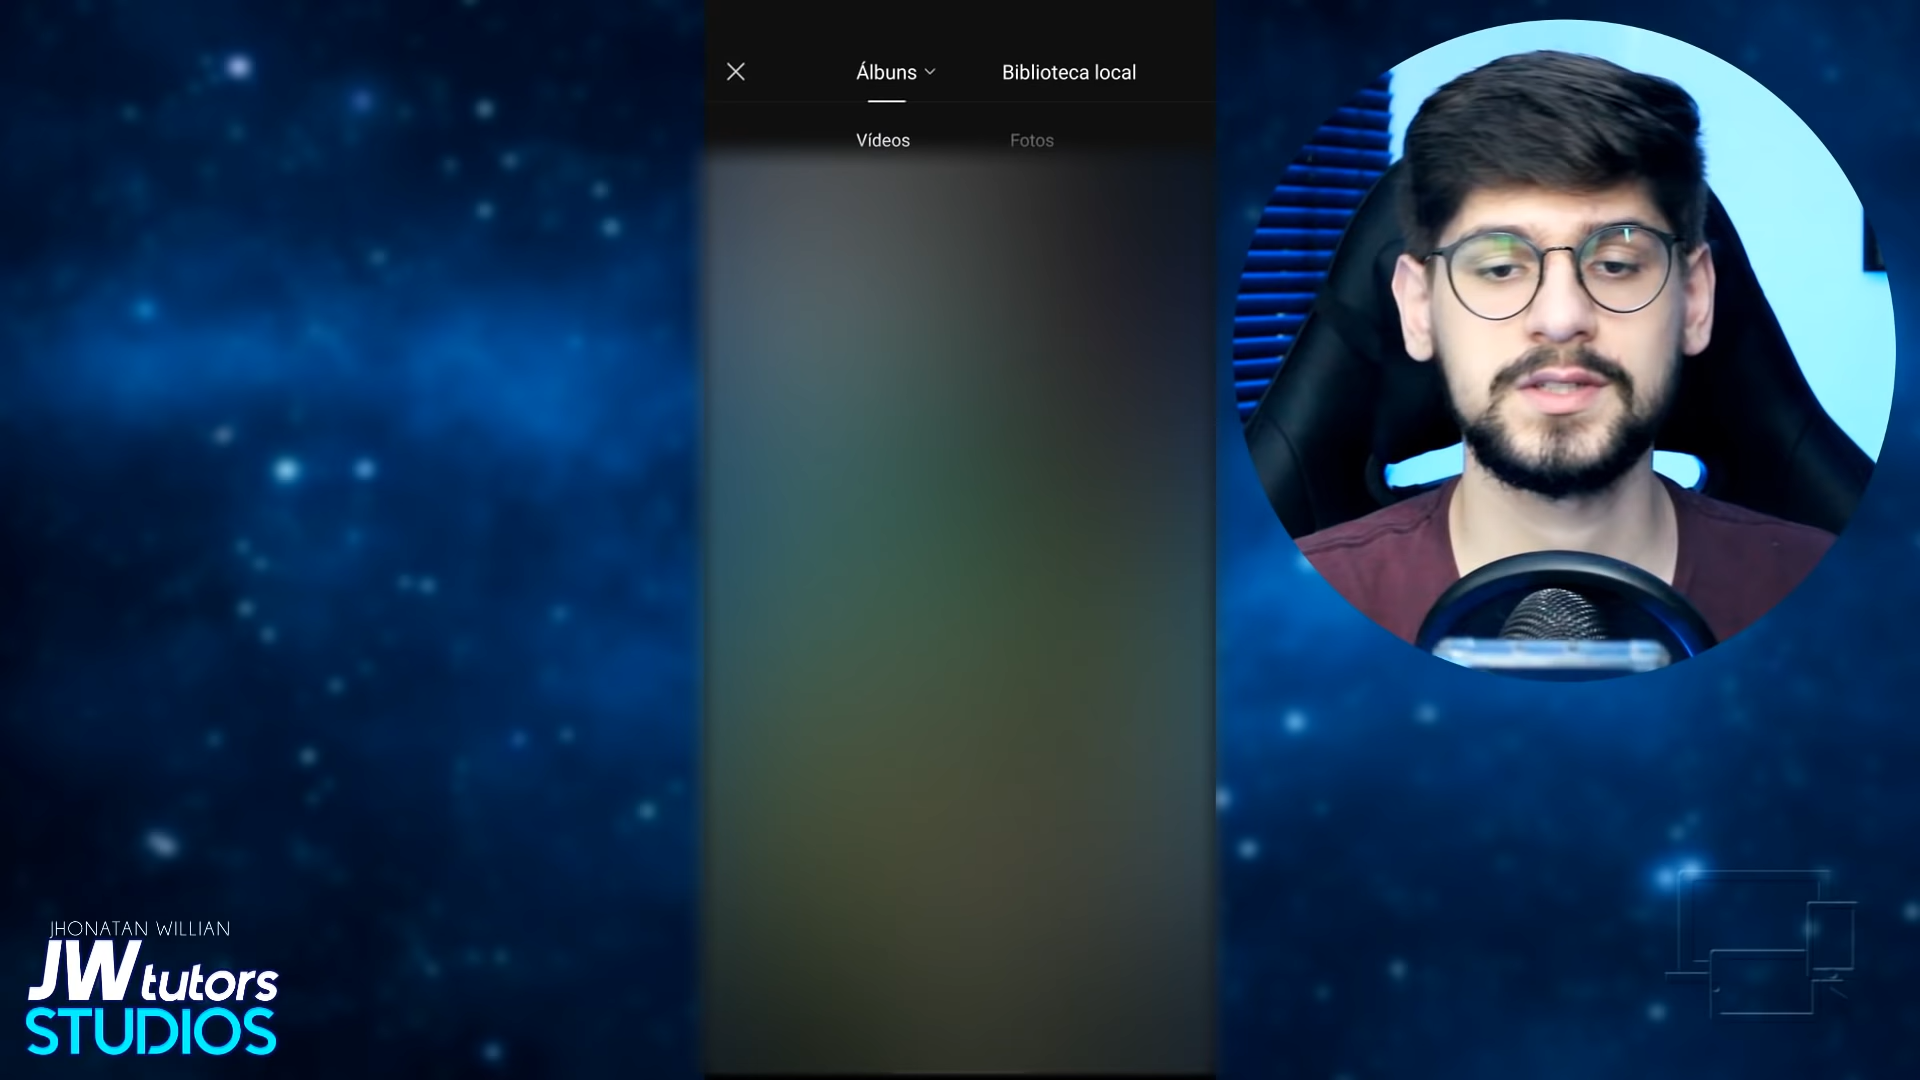 Álbuns
Biblioteca local
Vídeos
Fotos
JHONATAN WILLIAN
JW tutors
STUDIOS